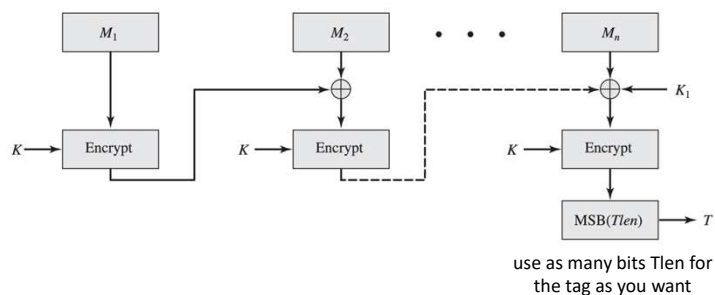 M1 M2 • • • Mn
K1
K Encrypt K Encrypt K Encrypt
MSB(Tlen) T
use as many bits Tlen for
the tag as you want